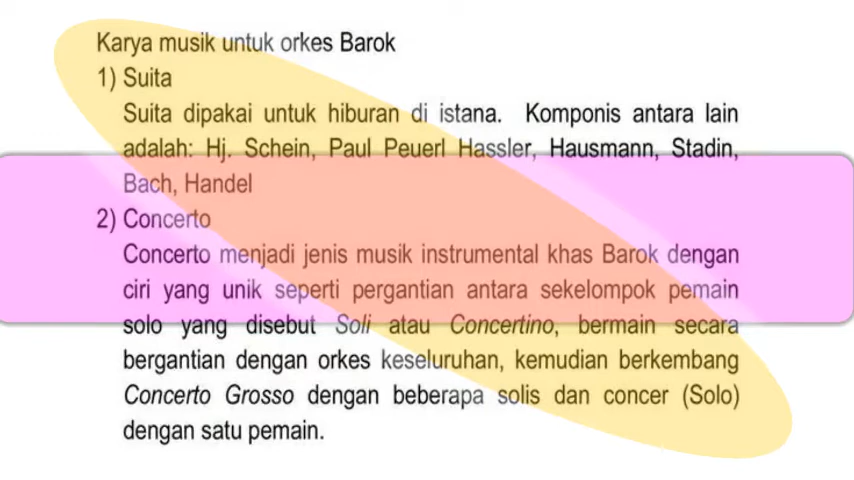 Karya musik untuk orkes Barok
1) Suita
Suita dipakai untuk hiburan di istana. Komponis antara lain
adalah: Hj. Schein, Paul Peuerl Hassler, Hausmann, Stadin,
Bach, Handel
2) Concerto
Concerto menjadi jenis musik instrumental khas Barok dengan
ciri yang unik seperti pergantian antara sekelompok pemain
solo yang disebut Soli atau Concertino, bermain secara
bergantian dengan orkes keseluruhan, kemudian berkembang
Concerto Grosso dengan beberapa solis dan concer (Solo)
dengan satu pemain.